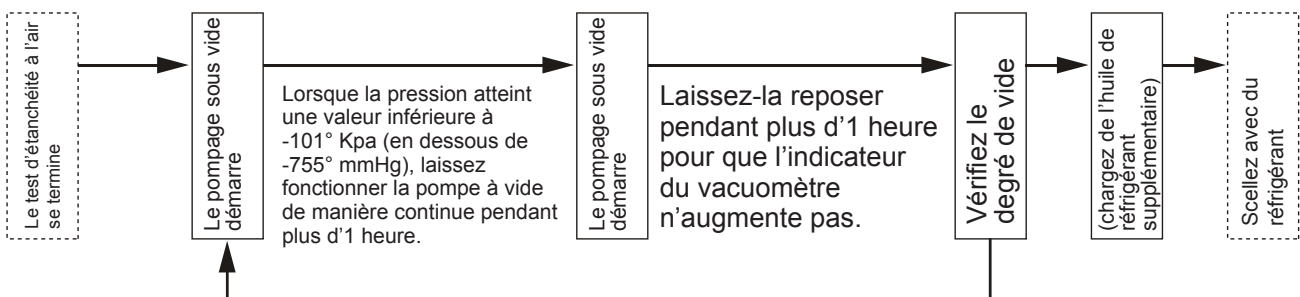 Le test d'étanchéité à l'air
se termine
Le pompage sous vide
démarre
Lorsque la pression atteint
une valeur inférieure à
-101° Kpa (en dessous de
-755° mmHg), laissez
fonctionner la pompe à vide
de manière continue pendant
plus d'1 heure.
Le pompage sous vide
démarre
Laissez-la reposer
pendant plus d'1 heure
pour que l'indicateur
du vacuomètre
n'augmente pas.
Vérifiez le
degré de vide
(chargez de l'huile de
réfrigérant
supplémentaire)
Scellez avec du
réfrigérant